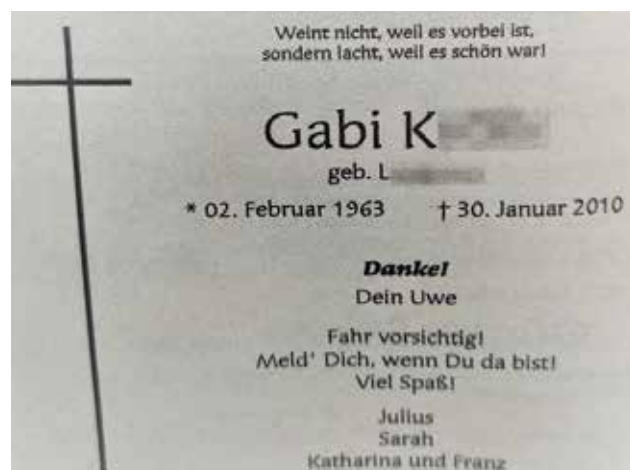 Weint nicht, weil es vorbei ist,
sondern lacht, weil es schön war!
Gabi K
geb. L
* 02. Februar 1963 † 30. Januar 2010
Danke!
Dein Uwe
Fahr vorsichtig!
Meld' Dich, wenn Du da bist!
Viel Spaß!
Julius
Sarah
Katharina und Franz